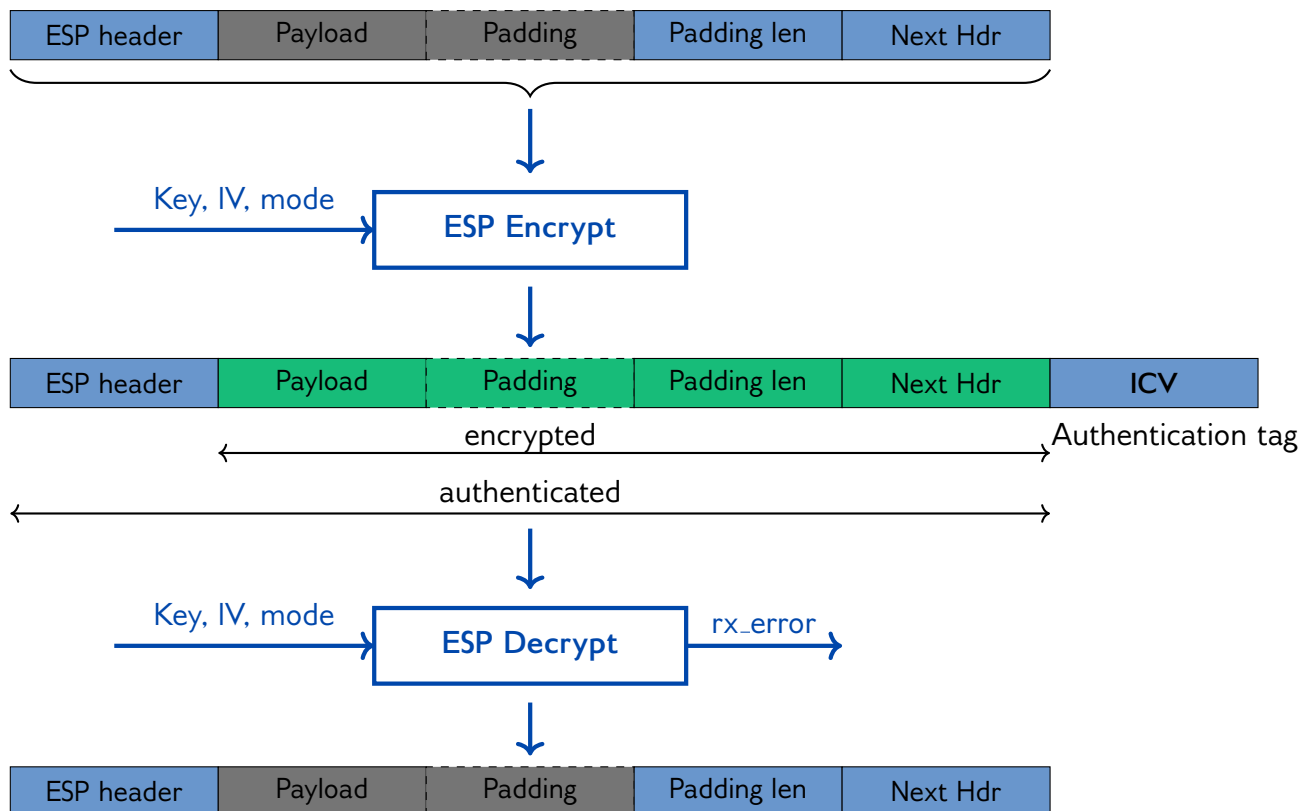 ESP header Payload Padding Padding len Next Hdr
Key, IV, mode
ESP Encrypt
ESP header Payload Padding Padding len Next Hdr ICV
encrypted Authentication tag
authenticated
Key, IV, mode
ESP Decrypt
rx_error
ESP header Payload Padding Padding len Next Hdr